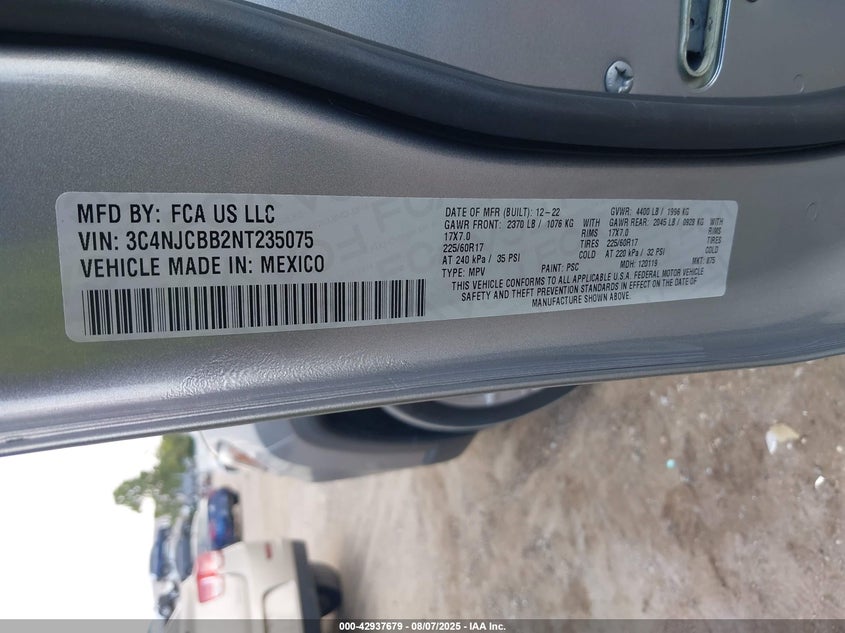 MFD BY: FCA US LLC
VIN: 3C4NJCBB2NT235075
VEHICLE MADE IN: MEXICO
DATE OF MFR (BUILT): 12-22 GVWR: 4400 LB / 1996 KG
GAWR FRONT: 2370 LB / 1076 KG WITH GAWR REAR: 2045 LB / 0928 KG WITH
17X7.0 RIMS 17X7.0 RIMS
225/60R17 TIRES 225/60R17 TIRES
AT 240 kPa / 35 PSI COLD AT 220 kPa / 32 PSI COLD
TYPE: MPV PAINT: PSC MDH: 120119 MKT: 875
THIS VEHICLE CONFORMS TO ALL APPLICABLE U.S.A. FEDERAL MOTOR VEHICLE
SAFETY AND THEFT PREVENTION STANDARDS IN EFFECT ON THE DATE OF
MANUFACTURE SHOWN ABOVE.
000-42937679 - 08/07/2025 - IAA Inc.